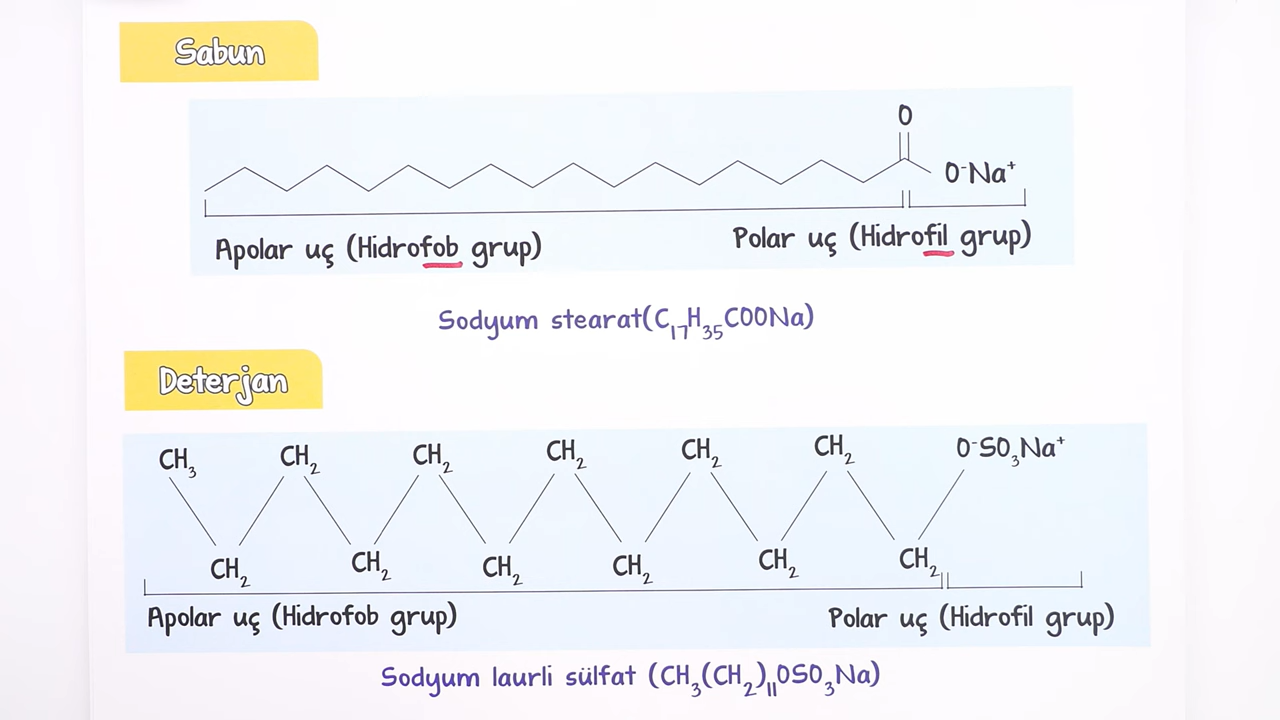 Sabun
O
O⁻Na⁺
Apolar uç (Hidrofob grup)
Polar uç (Hidrofil grup)
Sodyum stearat(C₁₇H₃₅COONa)
Deterjan
CH₃ CH₂ CH₂ CH₂ CH₂ CH₂ O⁻SO₃Na⁺
CH₂ CH₂ CH₂ CH₂ CH₂ CH₂
Apolar uç (Hidrofob grup)
Polar uç (Hidrofil grup)
Sodyum laurli sülfat (CH₃(CH₂)₁₁OSO₃Na)